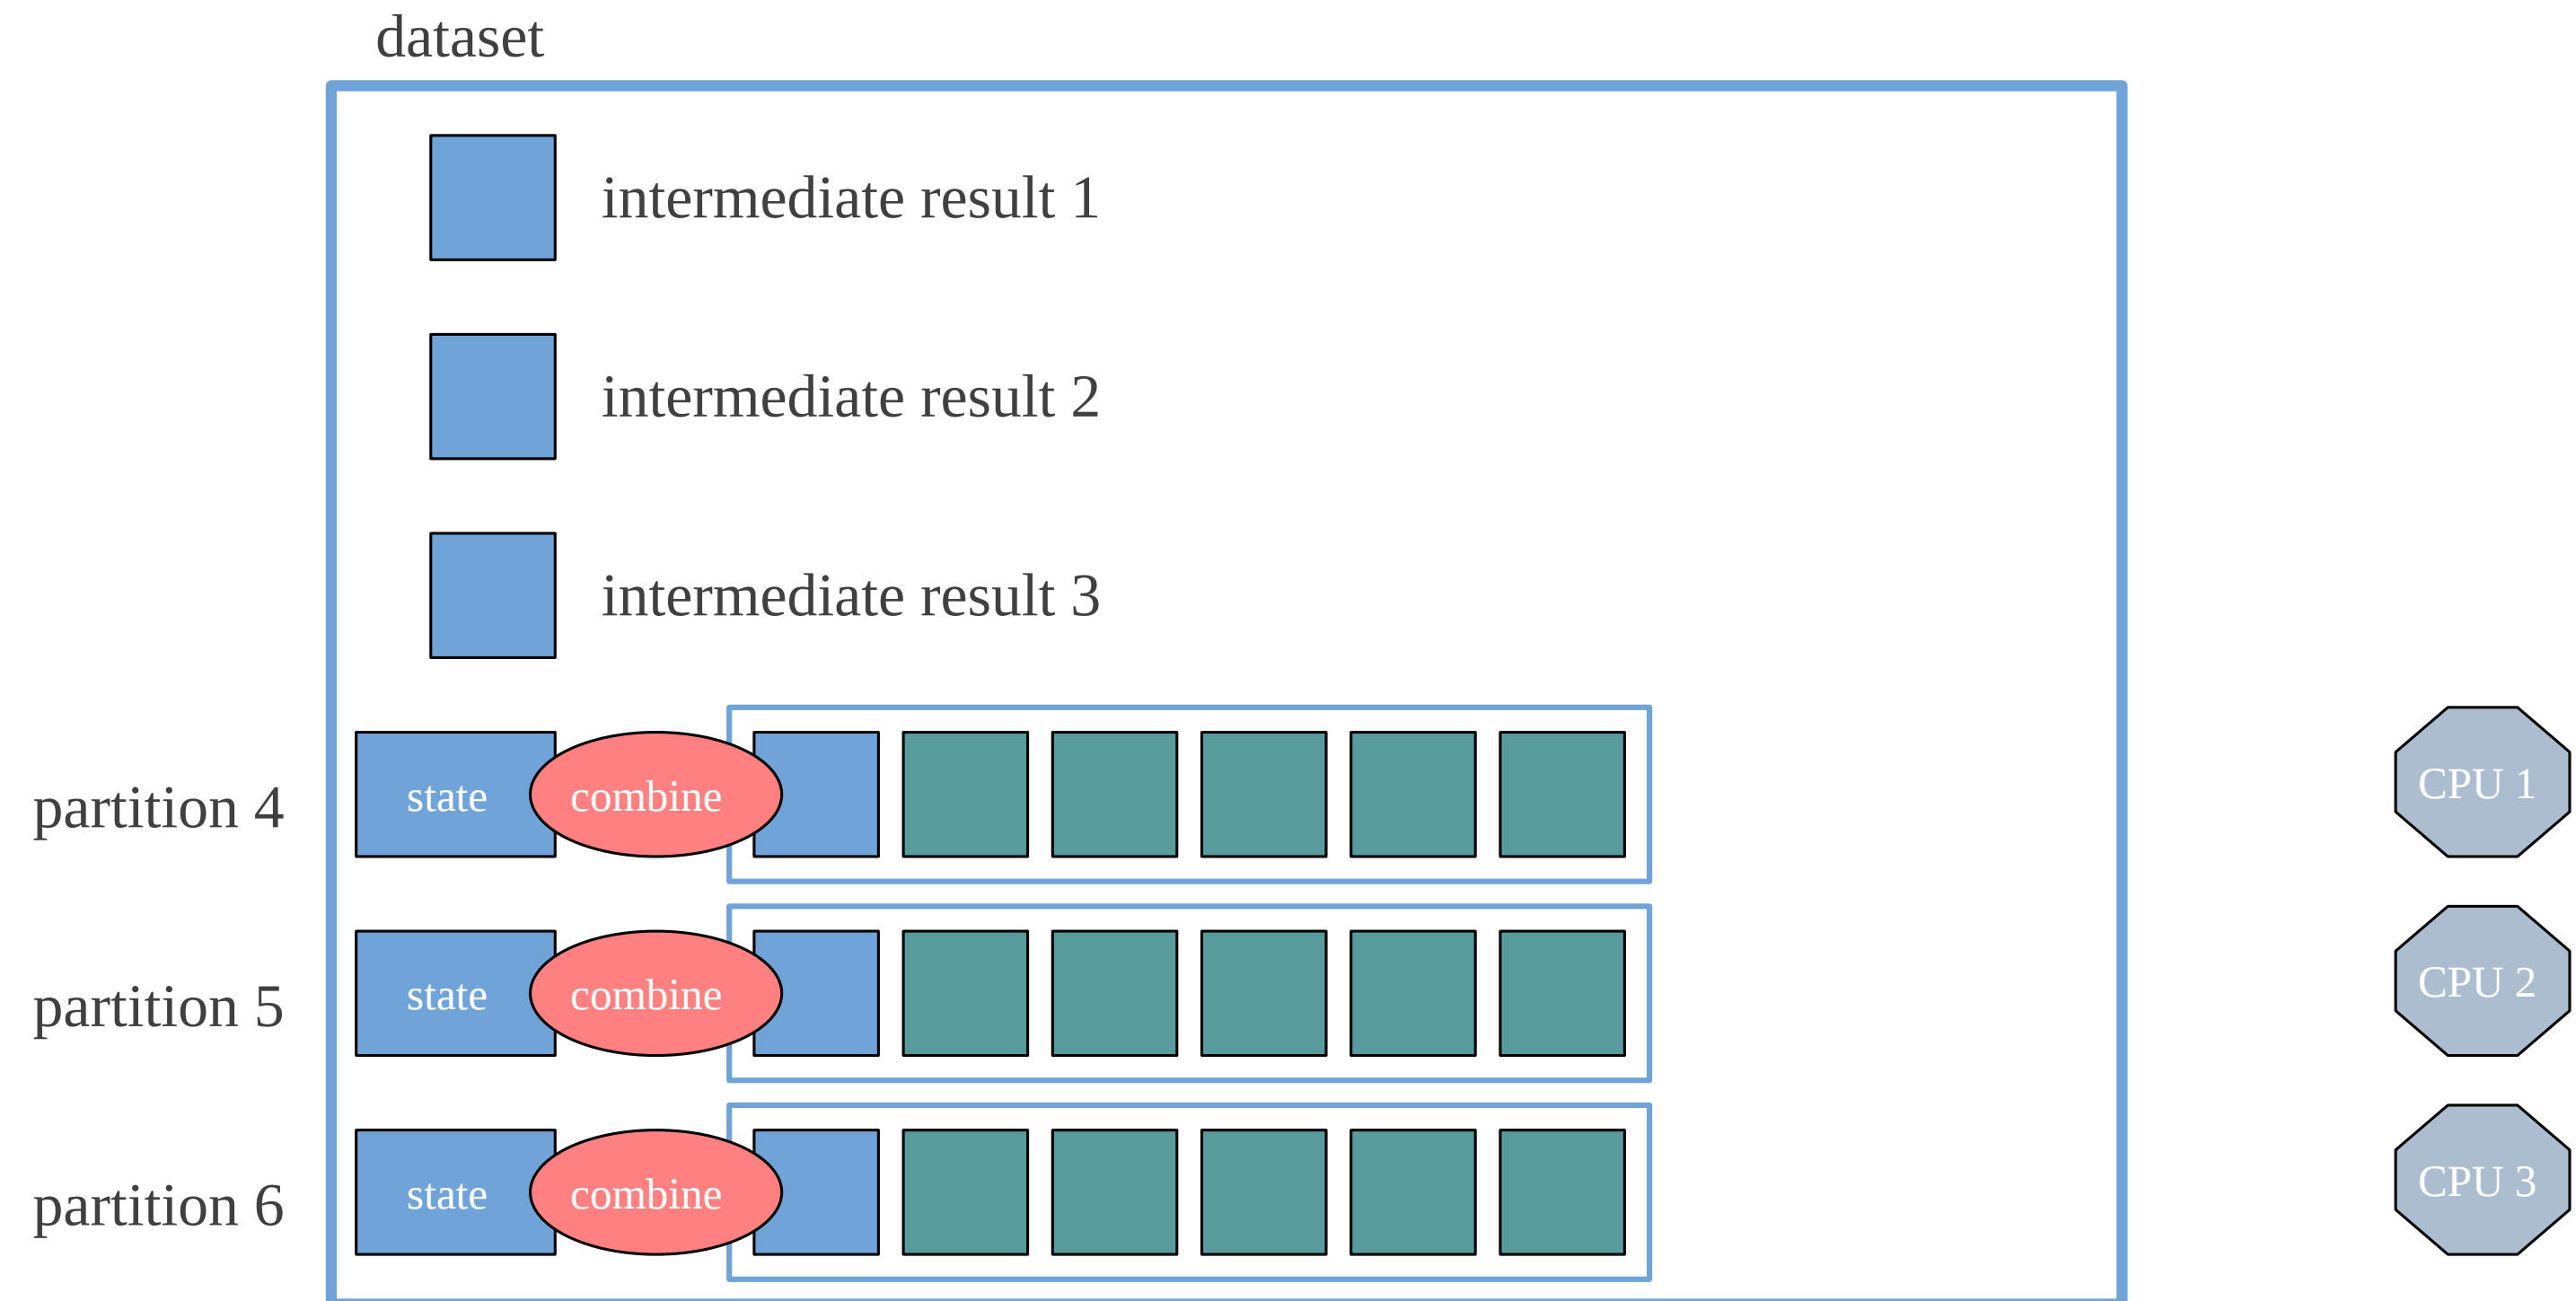 dataset
intermediate result 1
intermediate result 2
intermediate result 3
partition 4 state combine CPU 1
partition 5 state combine CPU 2
partition 6 state combine CPU 3